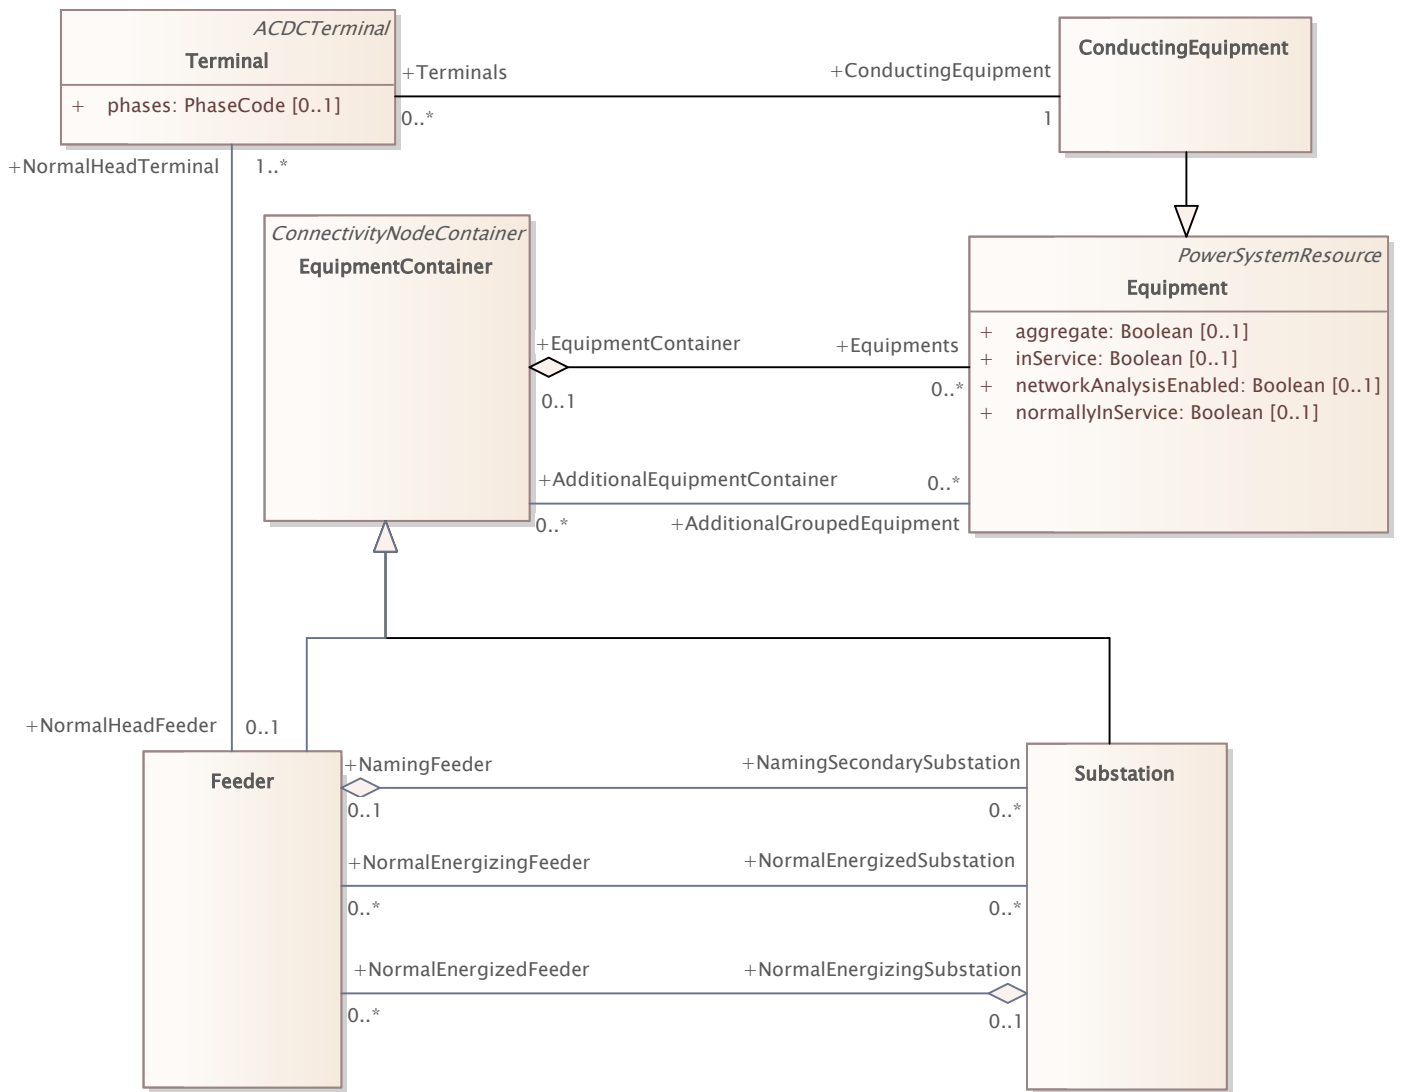 ACDCTerminal
Terminal
+ phases: PhaseCode [0..1]
ConductingEquipment
+Terminals
+ConductingEquipment
0..*
1
+NormalHeadTerminal
1..*
ConnectivityNodeContainer
EquipmentContainer
PowerSystemResource
Equipment
+ aggregate: Boolean [0..1]
+ inService: Boolean [0..1]
+ networkAnalysisEnabled: Boolean [0..1]
+ normallyInService: Boolean [0..1]
+EquipmentContainer
+Equipments
0..1
0..*
+AdditionalEquipmentContainer
0..*
0..*
+AdditionalGroupedEquipment
+NormalHeadFeeder
0..1
Feeder
Substation
+NamingFeeder
+NamingSecondarySubstation
0..1
0..*
+NormalEnergizingFeeder
+NormalEnergizedSubstation
0..*
0..*
+NormalEnergizedFeeder
+NormalEnergizingSubstation
0..*
0..1